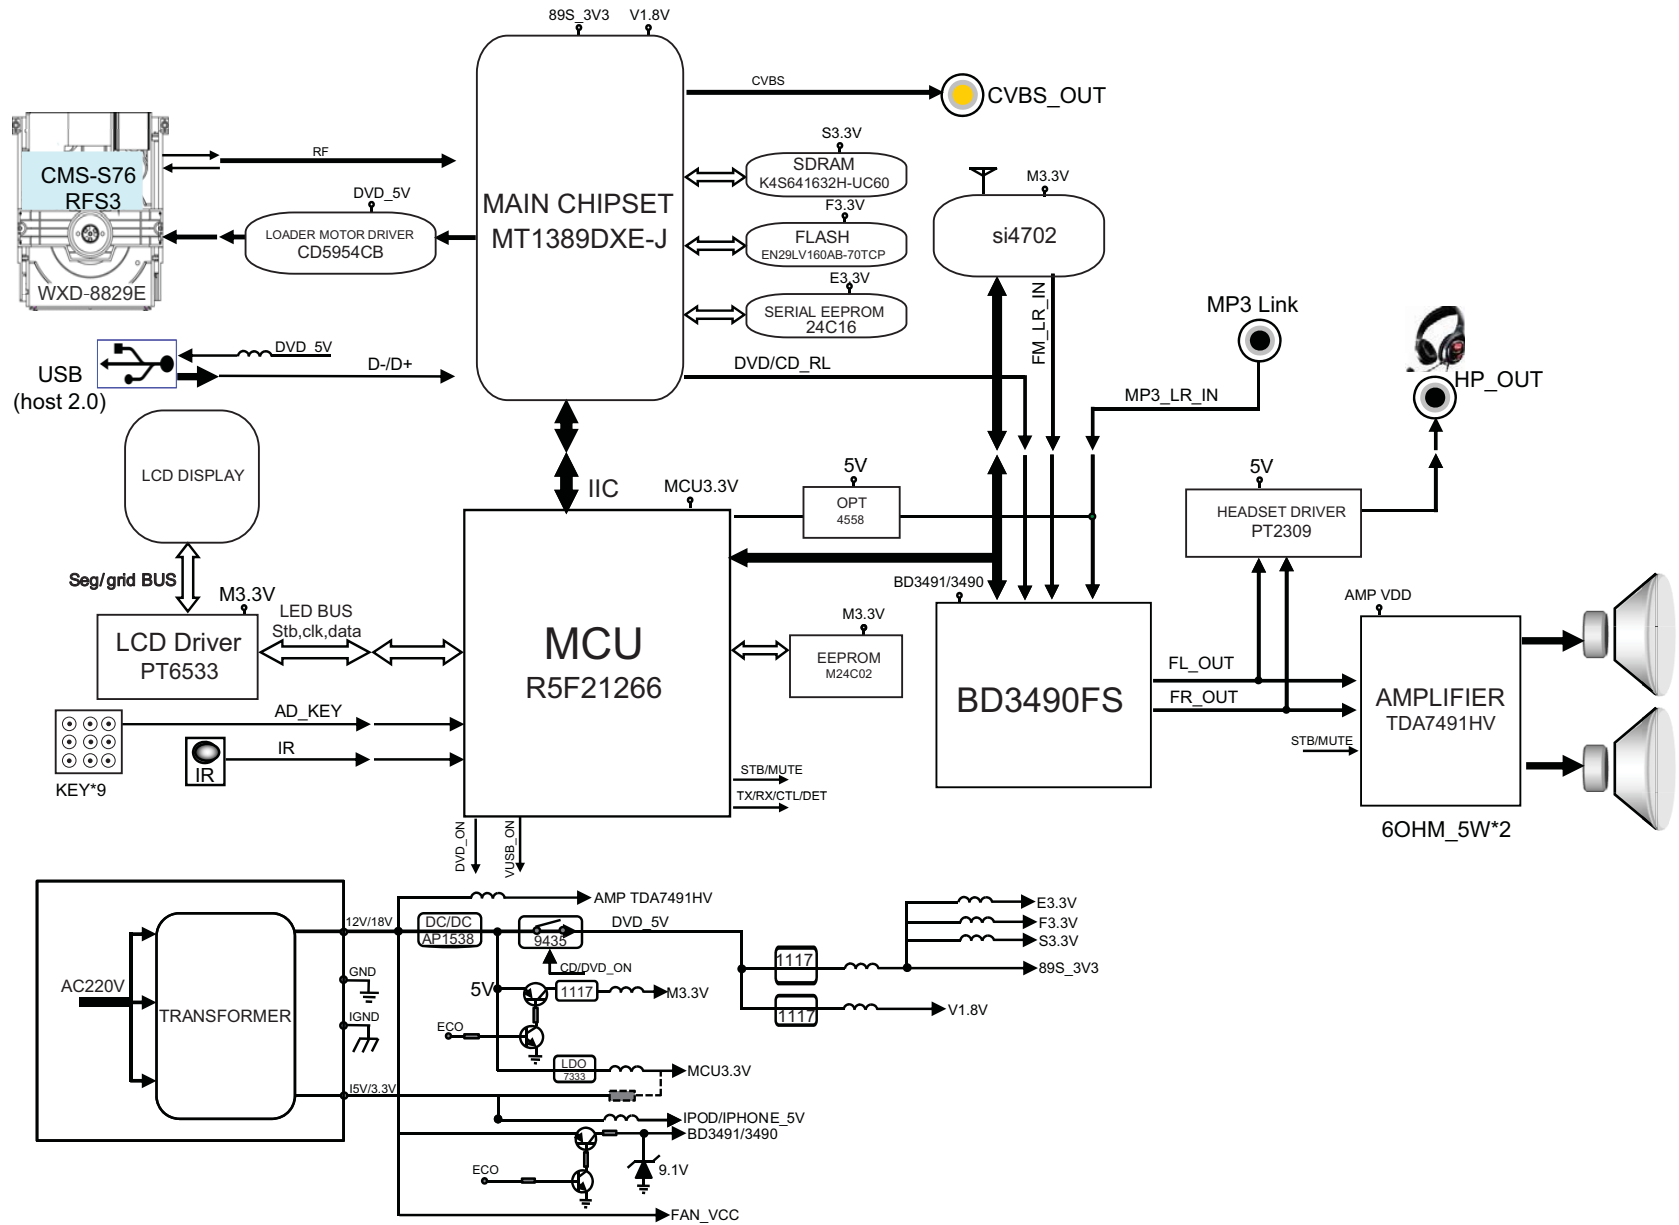 89S_3V3
V1.8V
CVBS
CVBS_OUT
CMS-S76
RFS3
WXD-8829E
RF
DVD_5V
LOADER MOTOR DRIVER
CD5954CB
MAIN CHIPSET
MT1389DXE-J
S3.3V
SDRAM
K4S641632H-UC60
F3.3V
FLASH
EN29LV160AB-70TCP
E3.3V
SERIAL EEPROM
24C16
M3.3V
si4702
FM_LR_IN
MP3 Link
HP_OUT
USB
(host 2.0)
DVD_5V
D-/D+
DVD/CD_RL
MP3_LR_IN
LCD DISPLAY
IIC
MCU3.3V
5V
OPT
4558
5V
HEADSET DRIVER
PT2309
Seg/grid BUS
M3.3V
LCD Driver
PT6533
LED BUS
Stb,clk,data
MCU
R5F21266
M3.3V
EEPROM
M24C02
BD3491/3490
BD3490FS
FL_OUT
FR_OUT
AMP VDD
AMPLIFIER
TDA7491HV
STB/MUTE
6OHM_5W*2
AD_KEY
KEY*9
IR
IR
STB/MUTE
TX/RX/CTL/DET
DVD_ON
VUSB_ON
AC220V
TRANSFORMER
12V/18V
GND
IGND
I5V/3.3V
AMP TDA7491HV
DC/DC
AP1538
9435
DVD_5V
CD/DVD_ON
5V
1117
M3.3V
ECO
LDO
7333
MCU3.3V
IPOD/IPHONE_5V
BD3491/3490
ECO
9.1V
FAN_VCC
1117
1117
E3.3V
F3.3V
S3.3V
89S_3V3
V1.8V